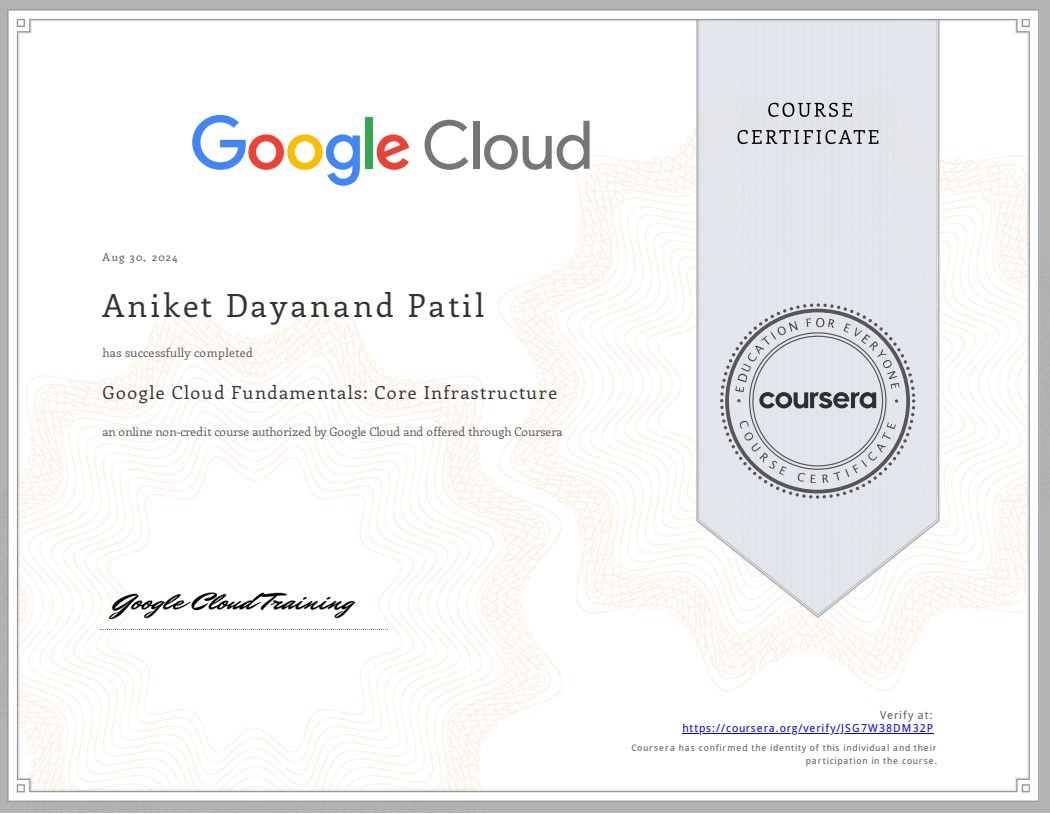 Google Cloud
COURSE
CERTIFICATE
Aug 30, 2024
Aniket Dayanand Patil
has successfully completed
Google Cloud Fundamentals: Core Infrastructure
an online non-credit course authorized by Google Cloud and offered through Coursera
EDUCATION FOR EVERYONE
coursera
COURSE CERTIFICATE
Google Cloud Training
Verify at:
https://coursera.org/verify/JSG7W38DM32P
Coursera has confirmed the identity of this individual and their
participation in the course.